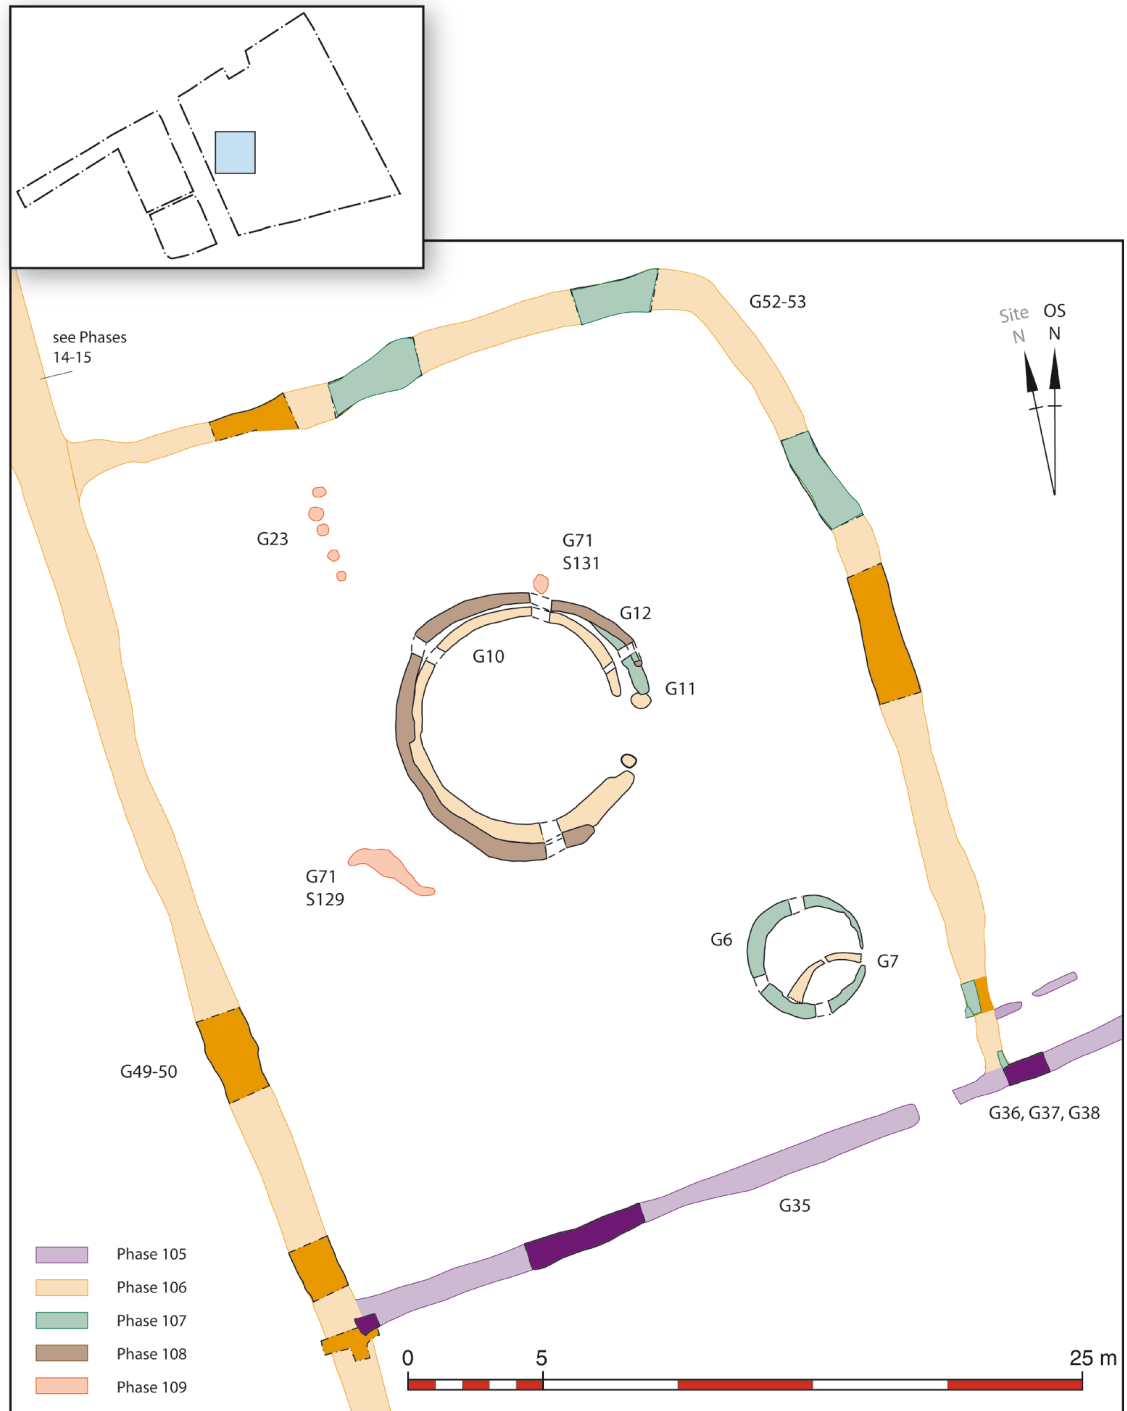 see Phases
14-15
G52-53
Site
N
OS
N
G23
G71
S131
G12
G10
G11
G71
S129
G6
G7
G49-50
G36, G37, G38
G35
Phase 105
Phase 106
Phase 107
Phase 108
Phase 109
0
5
25 m